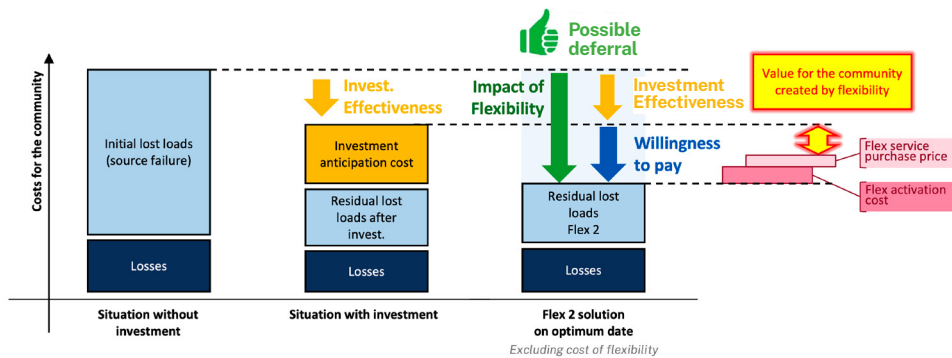 Possible
deferral
Costs for the community
Initial lost loads
(source failure)
Losses
Situation without
investment
Invest.
Effectiveness
Investment
anticipation cost
Residual lost
loads after
invest.
Losses
Situation with investment
Impact of
Flexibility
Investment
Effectiveness
Willingness
to pay
Residual lost
loads
Flex 2
Losses
Flex 2 solution
on optimum date
Excluding cost of flexibility
Value for the community
created by flexibility
Flex service
purchase price
Flex activation
cost